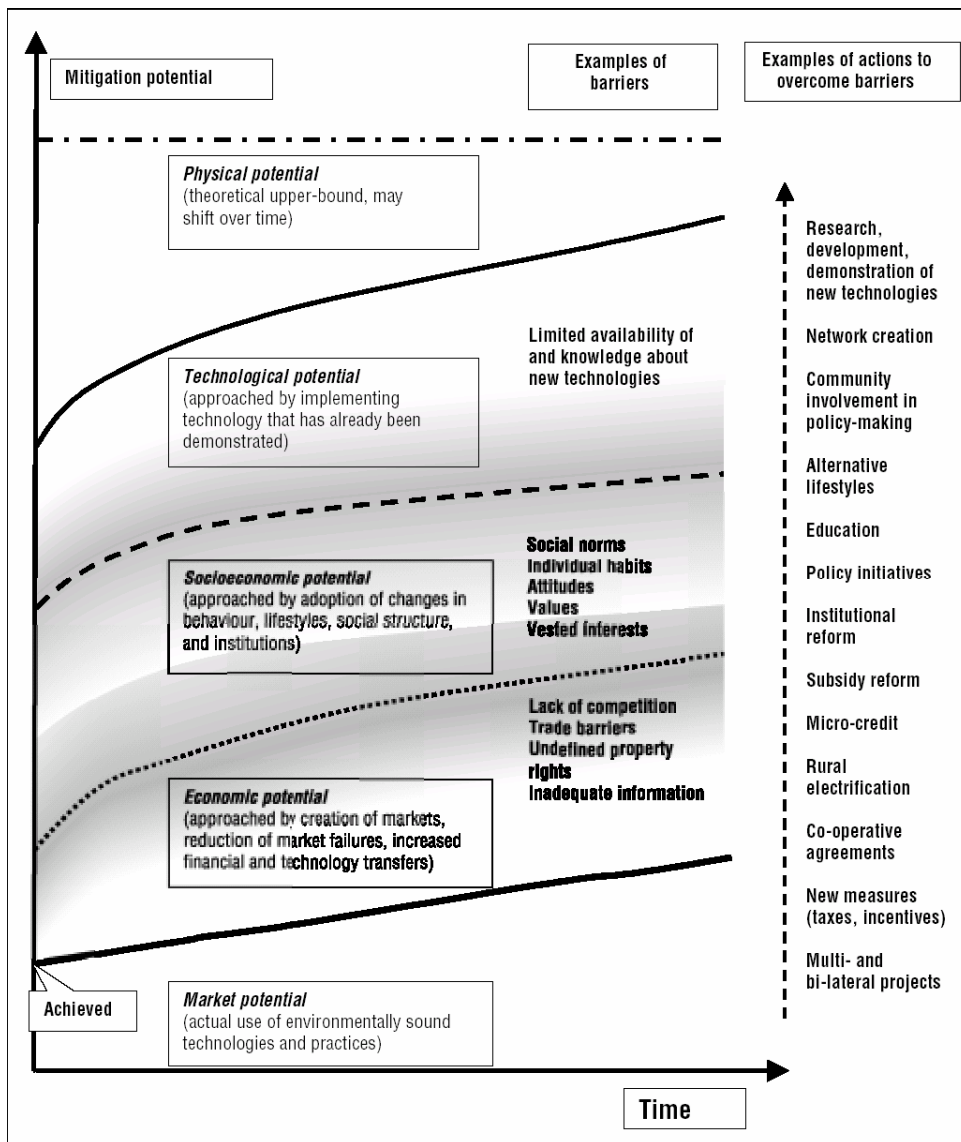 Mitigation potential
Examples of
barriers
Examples of actions to
overcome barriers
Physical potential
(theoretical upper-bound, may
shift over time)
Technological potential
(approached by implementing
technology that has already been
demonstrated)
Limited availability of
and knowledge about
new technologies
Socioeconomic potential
(approached by adoption of changes in
behaviour, lifestyles, social structure,
and institutions)
Social norms
Individual habits
Attitudes
Values
Vested interests
Economic potential
(approached by creation of markets,
reduction of market failures, increased
financial and technology transfers)
Lack of competition
Trade barriers
Undefined property
rights
Inadequate information
Achieved
Market potential
(actual use of environmentally sound
technologies and practices)
Time
Research,
development,
demonstration of
new technologies
Network creation
Community
involvement in
policy-making
Alternative
lifestyles
Education
Policy initiatives
Institutional
reform
Subsidy reform
Micro-credit
Rural
electrification
Co-operative
agreements
New measures
(taxes, incentives)
Multi- and
bi-lateral projects